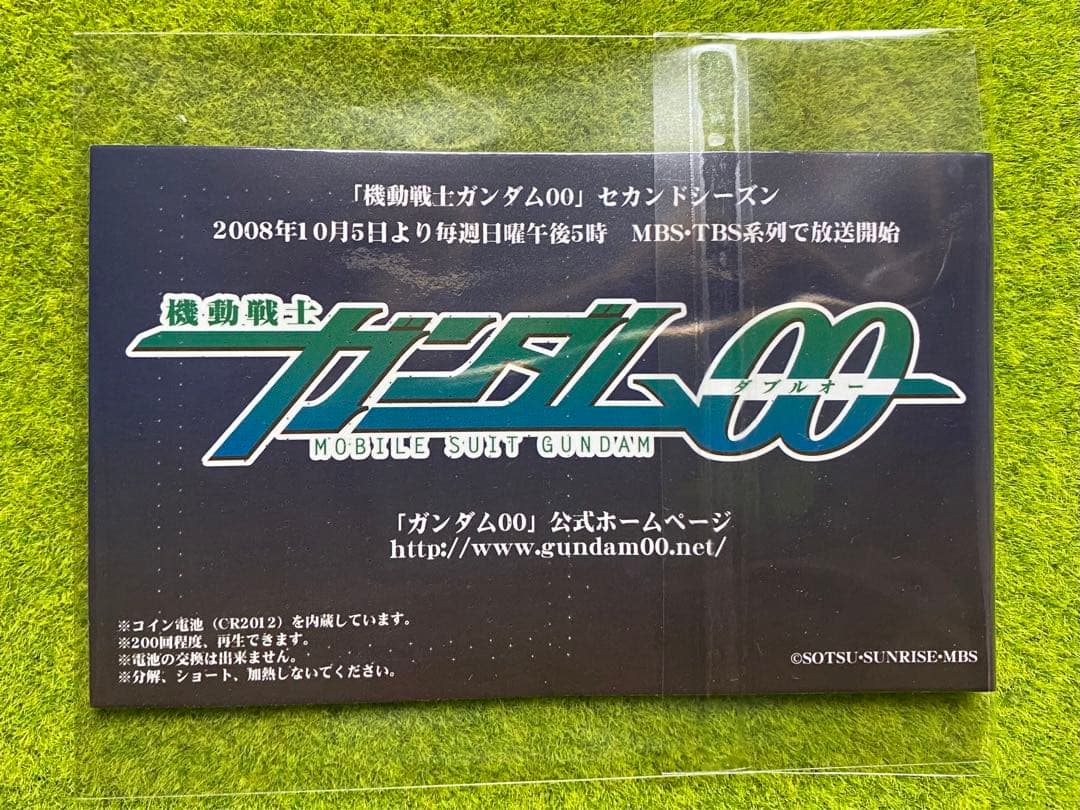 「機動戦士ガンダム00」セカンドシーズン
2008年10月5日より毎週日曜午後5時　MBS・TBS系列で放送開始
機動戦士
ガンダム00
ダブルオー
MOBILE SUIT GUNDAM
「ガンダム00」公式ホームページ
http://www.gundam00.net/
※コイン電池（CR2012）を内蔵しています。
※200回程度、再生できます。
※電池の交換は出来ません。
※分解、ショート、加熱しないでください。
©SOTSU・SUNRISE・MBS